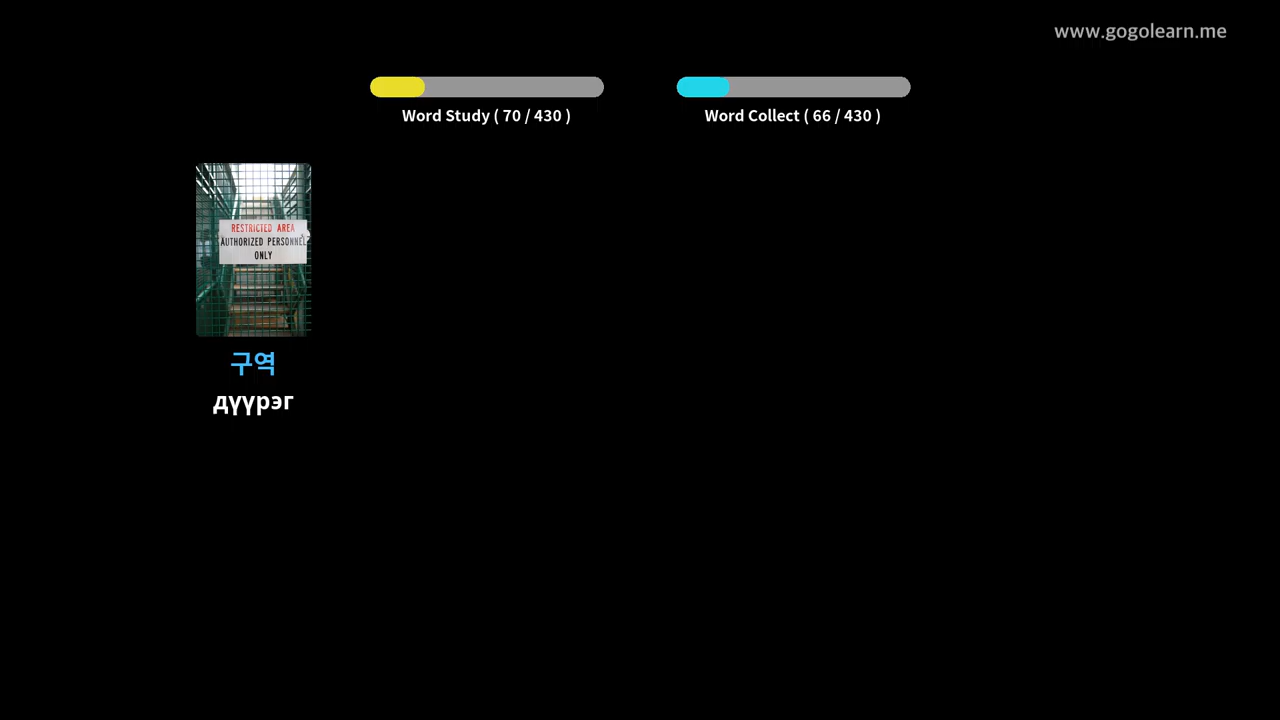 www.gogolearn.me
Word Study ( 70 / 430 )
Word Collect ( 66 / 430 )
RESTRICTED AREA
AUTHORIZED PERSONNEL
ONLY
구역
дүүрэг